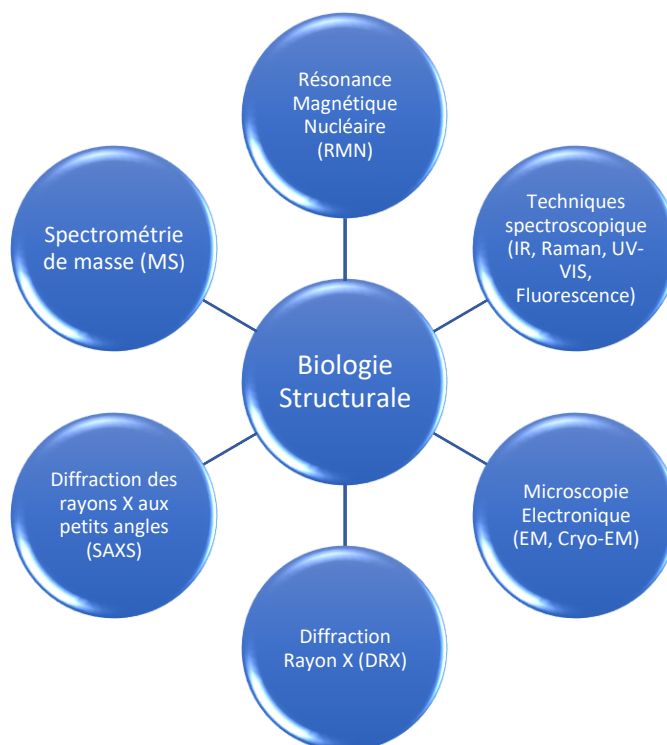 Résonance
Magnétique
Nucléaire
(RMN)
Techniques
spectroscopique
(IR, Raman, UV-
VIS,
Fluorescence)
Spectrométrie
de masse (MS)
Biologie
Structurale
Diffraction des
rayons X aux
petits angles
(SAXS)
Microscopie
Electronique
(EM, Cryo-EM)
Diffraction
Rayon X (DRX)